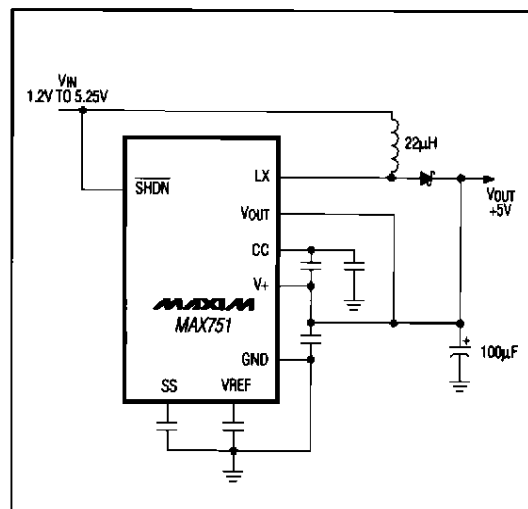 VIN
1.2V TO 5.25V
22µH
LX
SHDN
VOUT
+5V
VOUT
CC
V+
MAXIM
MAX751
GND
+
100µF
SS
VREF